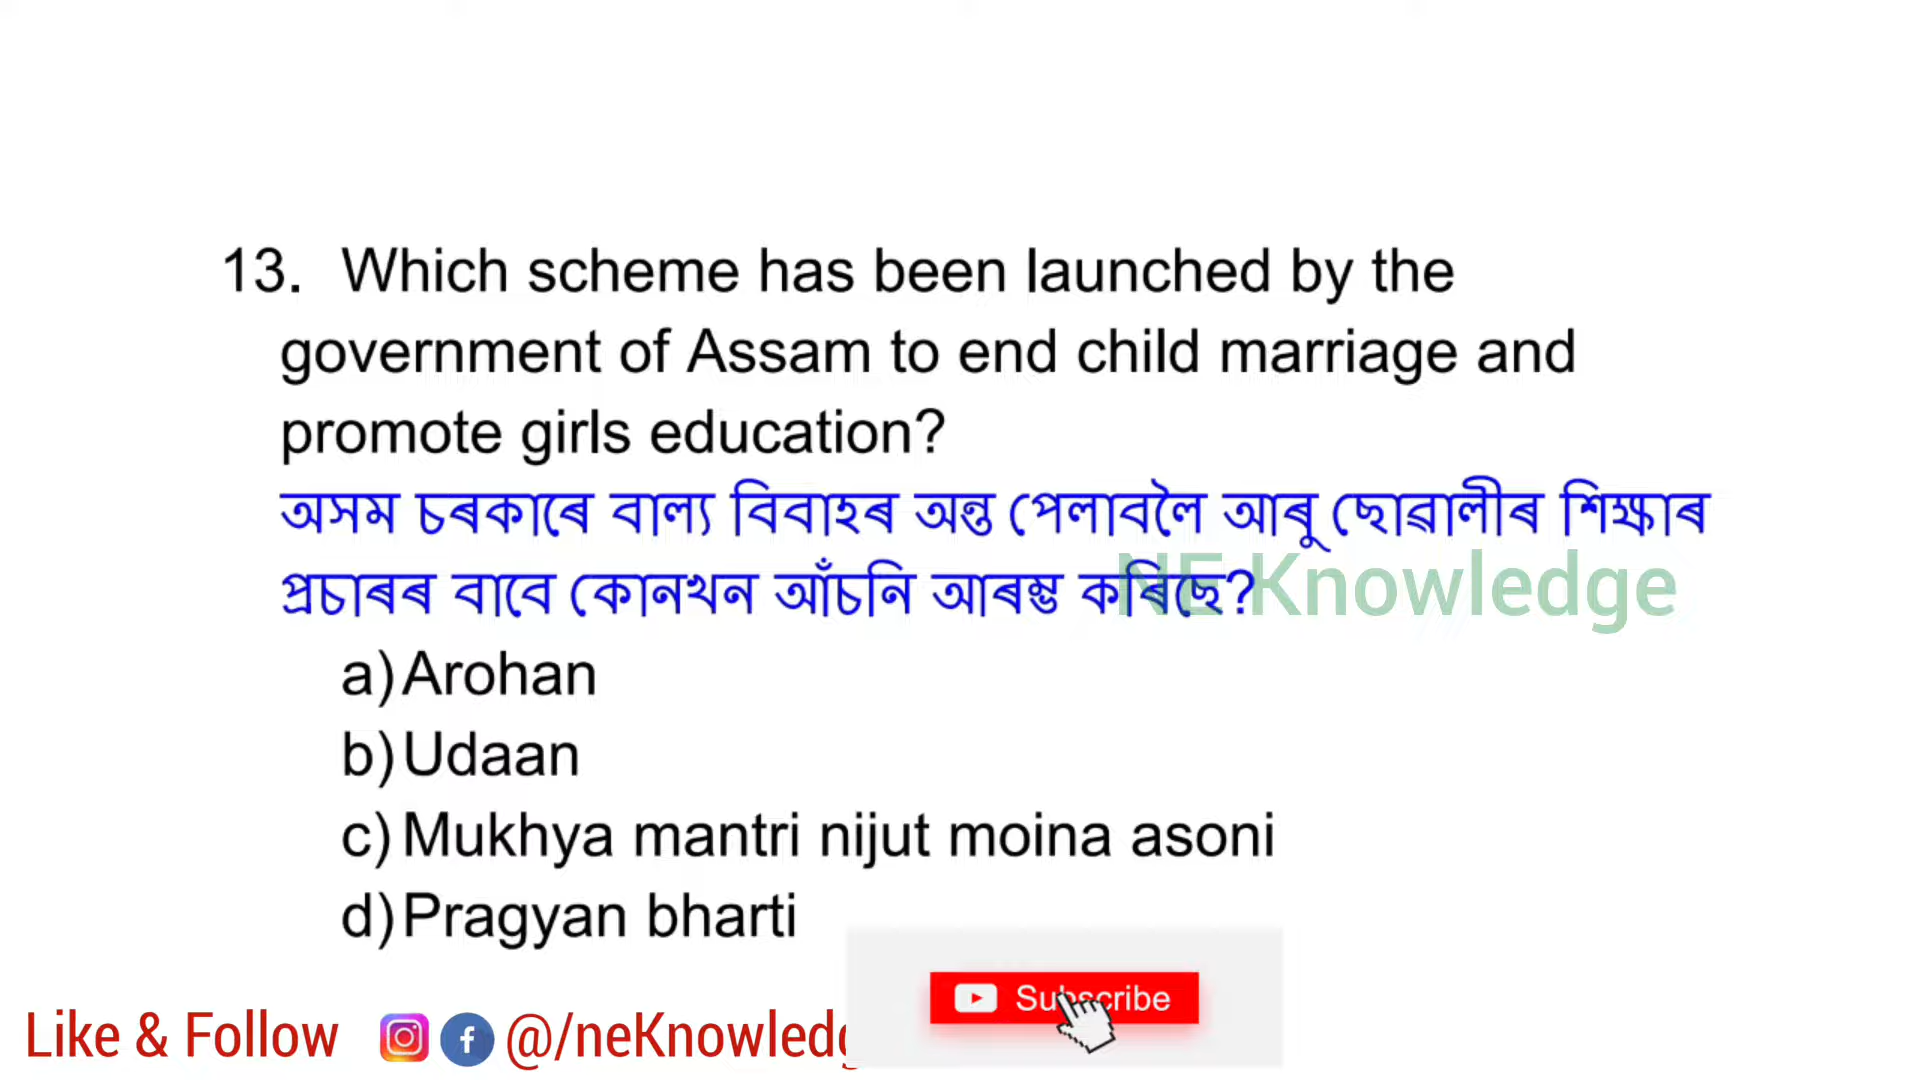 13. Which scheme has been launched by the
government of Assam to end child marriage and
promote girls education?
অসম চৰকাৰে বাল্য বিবাহৰ অন্ত পেলাবলৈ আৰু ছোৱালীৰ শিক্ষাৰ
প্ৰচাৰৰ বাবে কোনখন আঁচনি আৰম্ভ কৰিছে?
NE Knowledge
a) Arohan
b) Udaan
c) Mukhya mantri nijut moina asoni
d) Pragyan bharti
Subscribe
Like & Follow @/neKnowledg